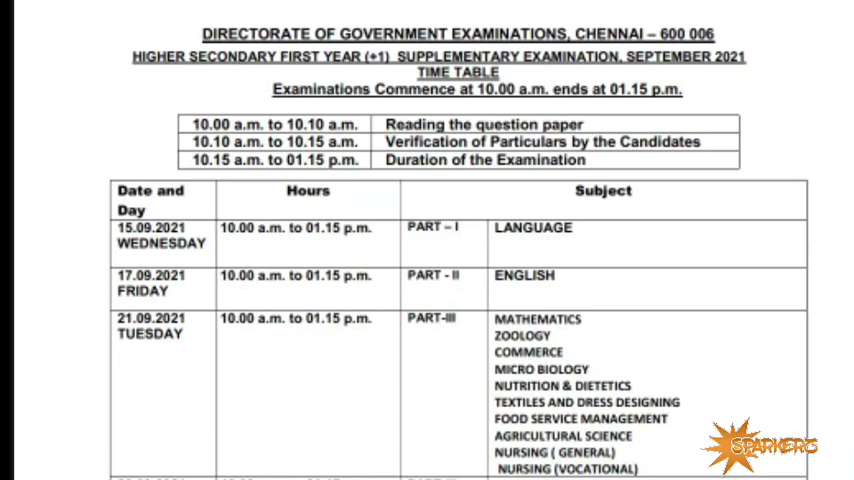 DIRECTORATE OF GOVERNMENT EXAMINATIONS, CHENNAI – 600 006
HIGHER SECONDARY FIRST YEAR (+1) SUPPLEMENTARY EXAMINATION, SEPTEMBER 2021
TIME TABLE
Examinations Commence at 10.00 a.m. ends at 01.15 p.m.
10.00 a.m. to 10.10 a.m. Reading the question paper
10.10 a.m. to 10.15 a.m. Verification of Particulars by the Candidates
10.15 a.m. to 01.15 p.m. Duration of the Examination
Date and Hours Subject
Day
15.09.2021 10.00 a.m. to 01.15 p.m. PART – I LANGUAGE
WEDNESDAY
17.09.2021 10.00 a.m. to 01.15 p.m. PART - II ENGLISH
FRIDAY
21.09.2021 10.00 a.m. to 01.15 p.m. PART-III MATHEMATICS
TUESDAY ZOOLOGY
COMMERCE
MICRO BIOLOGY
NUTRITION & DIETETICS
TEXTILES AND DRESS DESIGNING
FOOD SERVICE MANAGEMENT
AGRICULTURAL SCIENCE
NURSING ( GENERAL)
NURSING (VOCATIONAL)
SPARKERG